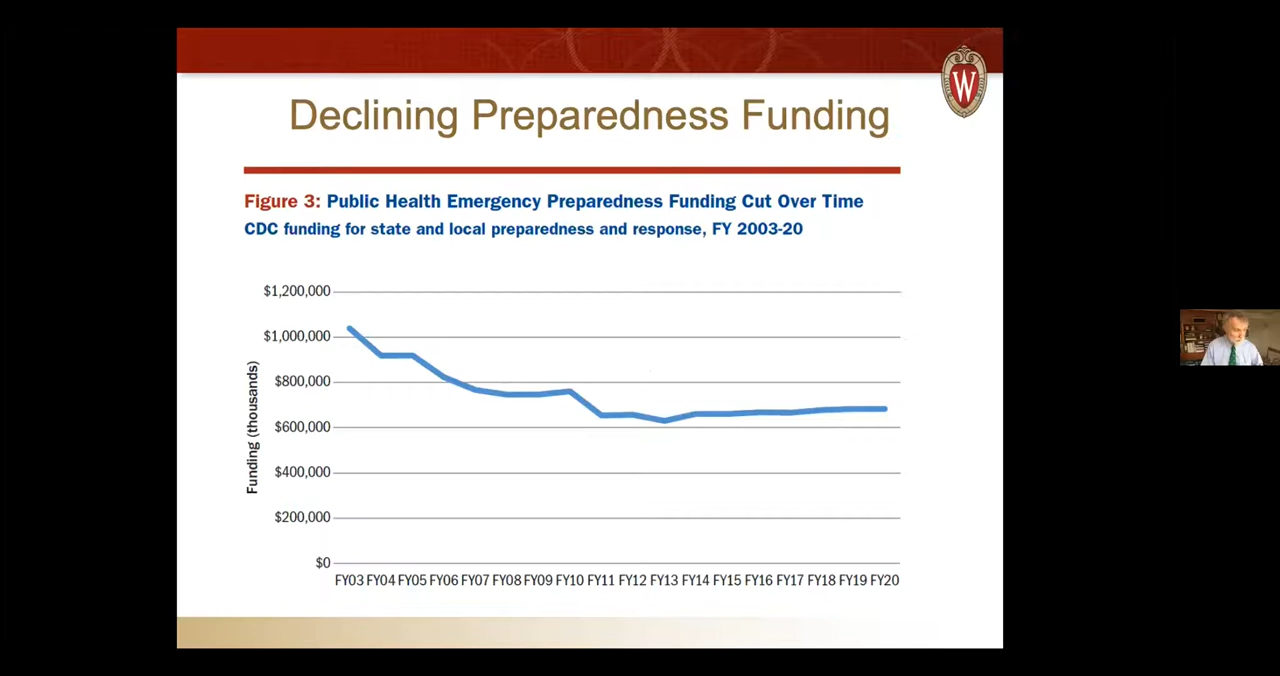 W
Declining Preparedness Funding
Figure 3: Public Health Emergency Preparedness Funding Cut Over Time
CDC funding for state and local preparedness and response, FY 2003-20
Funding (thousands)
$1,200,000
$1,000,000
$800,000
$600,000
$400,000
$200,000
$0
FY03 FY04 FY05 FY06 FY07 FY08 FY09 FY10 FY11 FY12 FY13 FY14 FY15 FY16 FY17 FY18 FY19 FY20